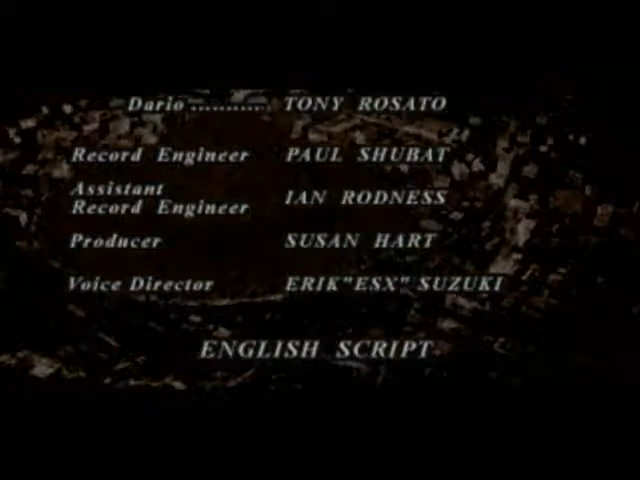 Dario ........... TONY ROSATO
Record Engineer PAUL SHUBAT
Assistant
Record Engineer IAN RODNESS
Producer SUSAN HART
Voice Director ERIK"ESX" SUZUKI
ENGLISH SCRIPT